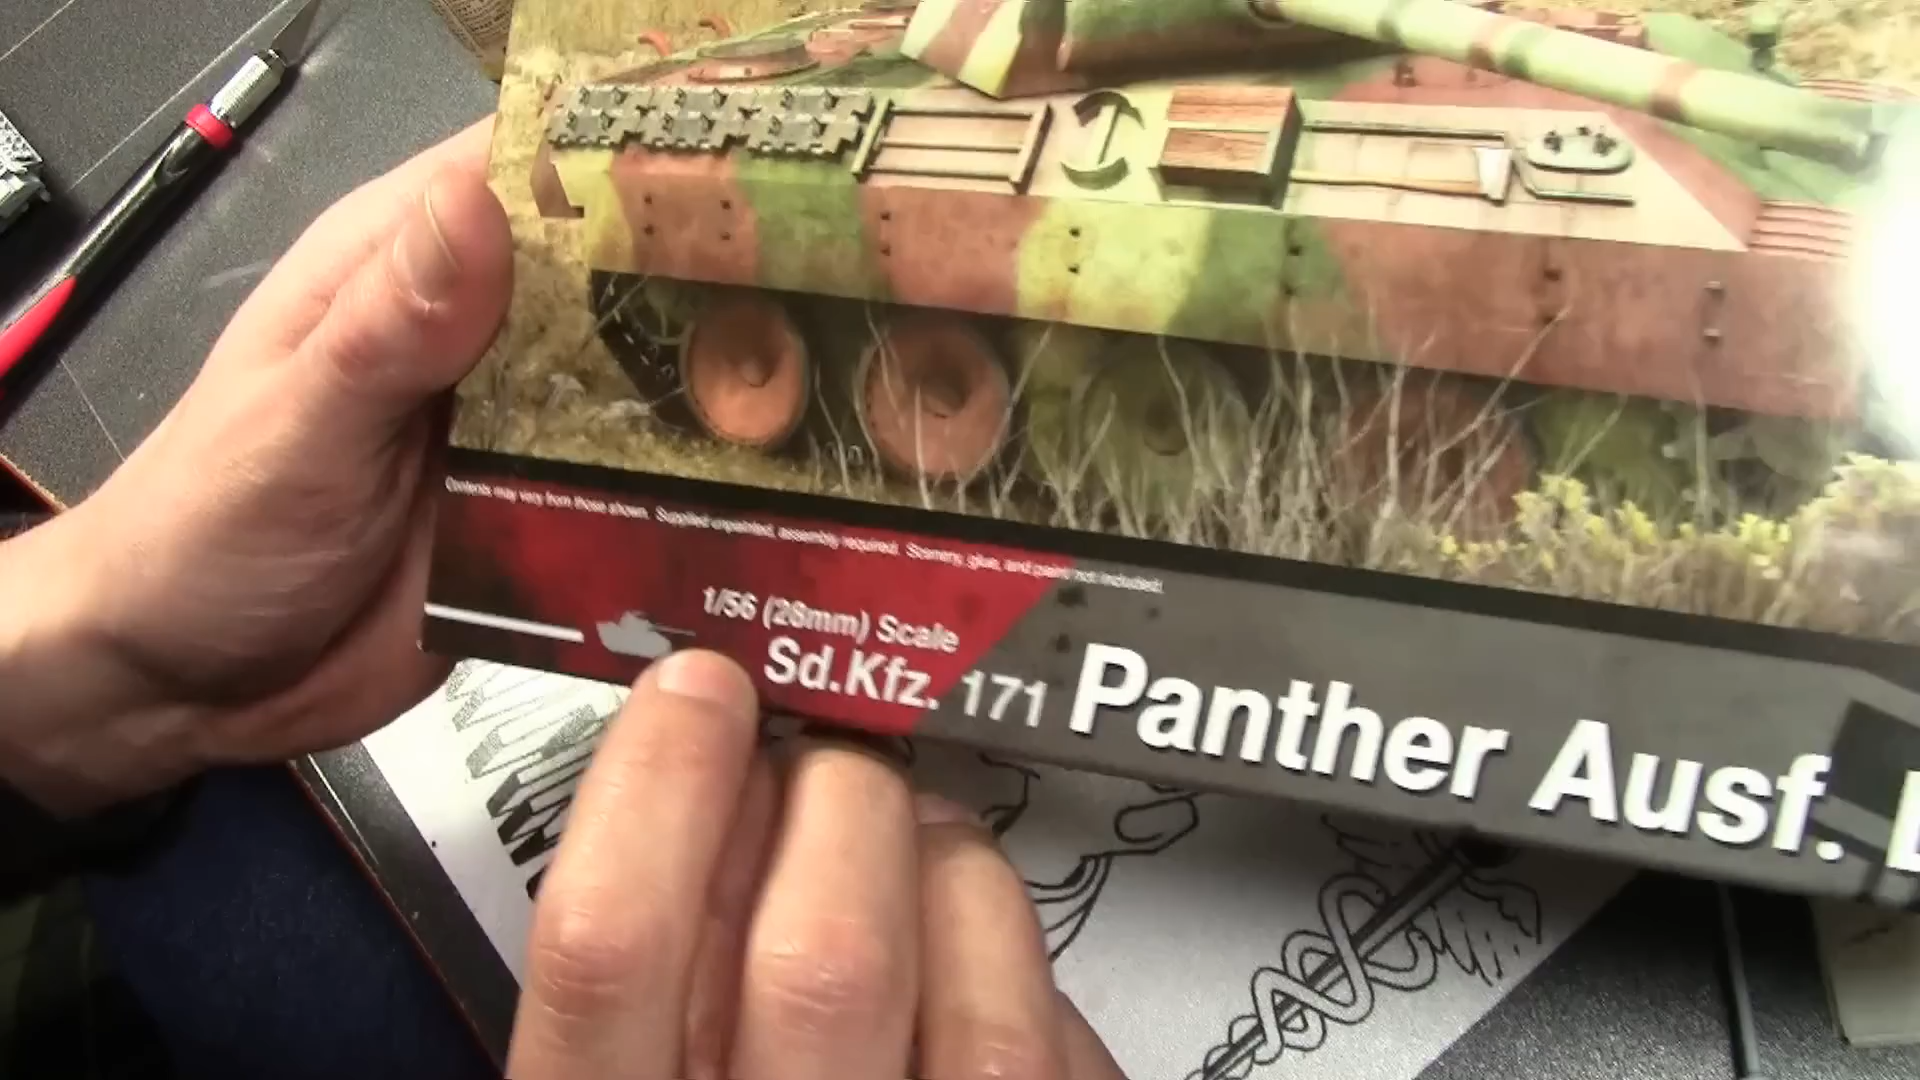 Contents may vary from those shown. Supplied unpainted, assembly required. Scenery, glue, and paint not included.
1/56 (28mm) Scale
Sd.Kfz. 171 Panther Ausf.